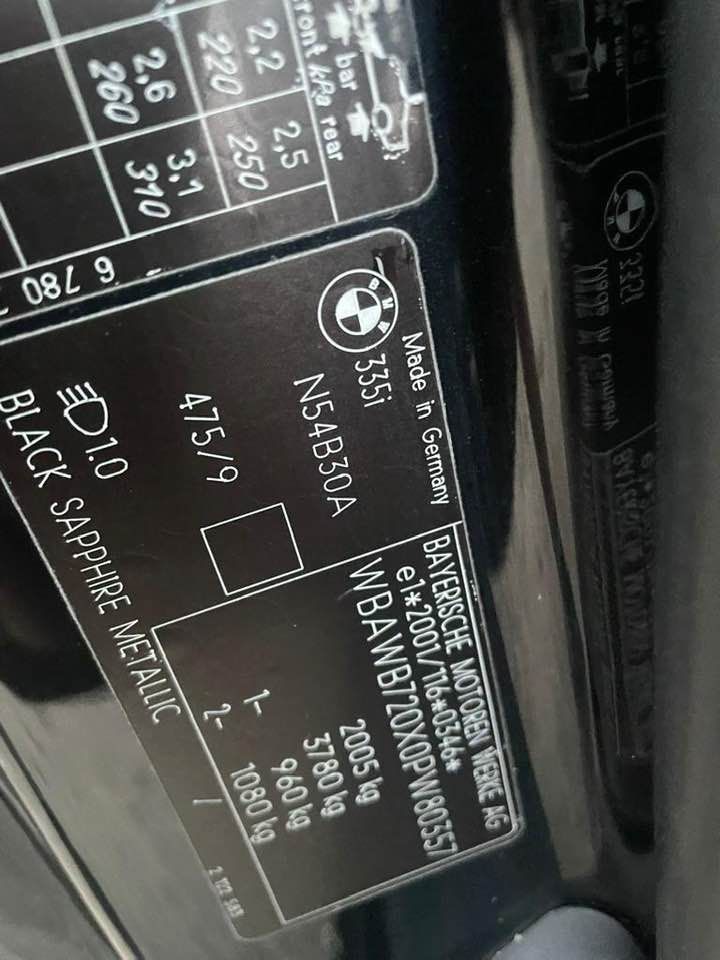 bar
front kPa rear
2,2 2,5
220 250
2,6 3,1
260 310
6 780
BMW
Made in Germany
335i
N54B30A
475/9
1.0
BLACK SAPPHIRE METALLIC
BAYERISCHE MOTOREN WERKE AG
e1*2001/116*0346*
WBAWB720X0PW80357
2005 kg
3780 kg
1- 960 kg
2- 1080 kg
/